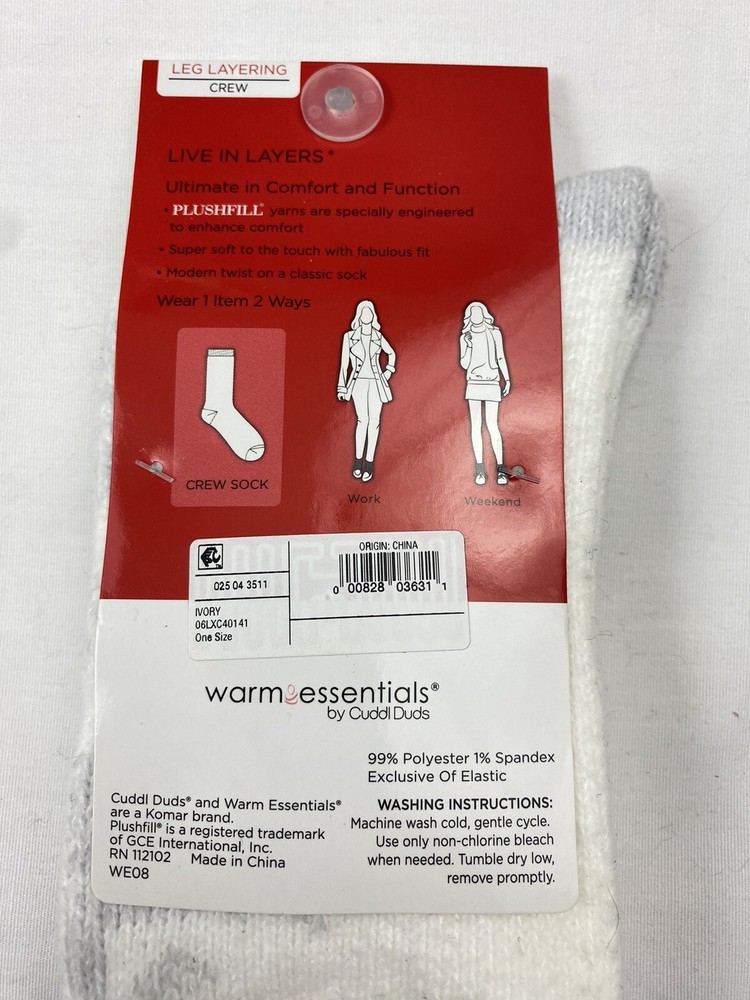 LEG LAYERING
CREW
LIVE IN LAYERS®
Ultimate in Comfort and Function
• PLUSHFILL® yarns are specially engineered
to enhance comfort
• Super soft to the touch with fabulous fit
• Modern twist on a classic sock
Wear 1 Item 2 Ways
CREW SOCK
Work
Weekend
025 04 3511
ORIGIN: CHINA
0 00828 03631 1
IVORY
06LXC40141
One Size
warm essentials®
by Cuddl Duds
99% Polyester 1% Spandex
Exclusive Of Elastic
Cuddl Duds® and Warm Essentials®
are a Komar brand.
Plushfill® is a registered trademark
of GCE International, Inc.
RN 112102 Made in China
WE08
WASHING INSTRUCTIONS:
Machine wash cold, gentle cycle.
Use only non-chlorine bleach
when needed. Tumble dry low,
remove promptly.